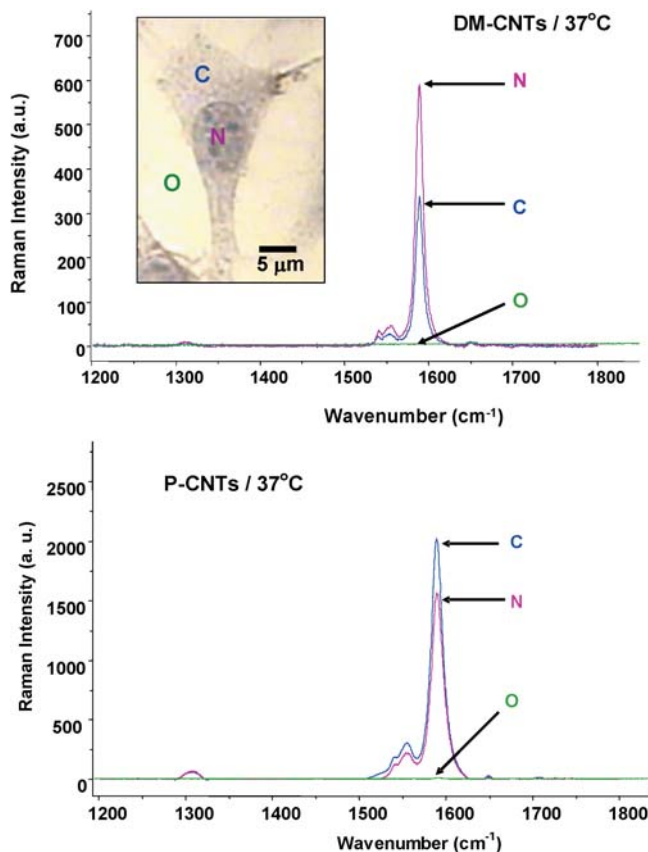 DM-CNTs / 37°C
Raman Intensity (a.u.)
700
600
500
400
300
200
100
0
C
N
O
5 µm
N
C
O
1200 1300 1400 1500 1600 1700 1800
Wavenumber (cm-1)
P-CNTs / 37°C
Raman Intensity (a. u.)
2500
2000
1500
1000
500
0
C
N
O
1200 1300 1400 1500 1600 1700 1800
Wavenumber (cm-1)